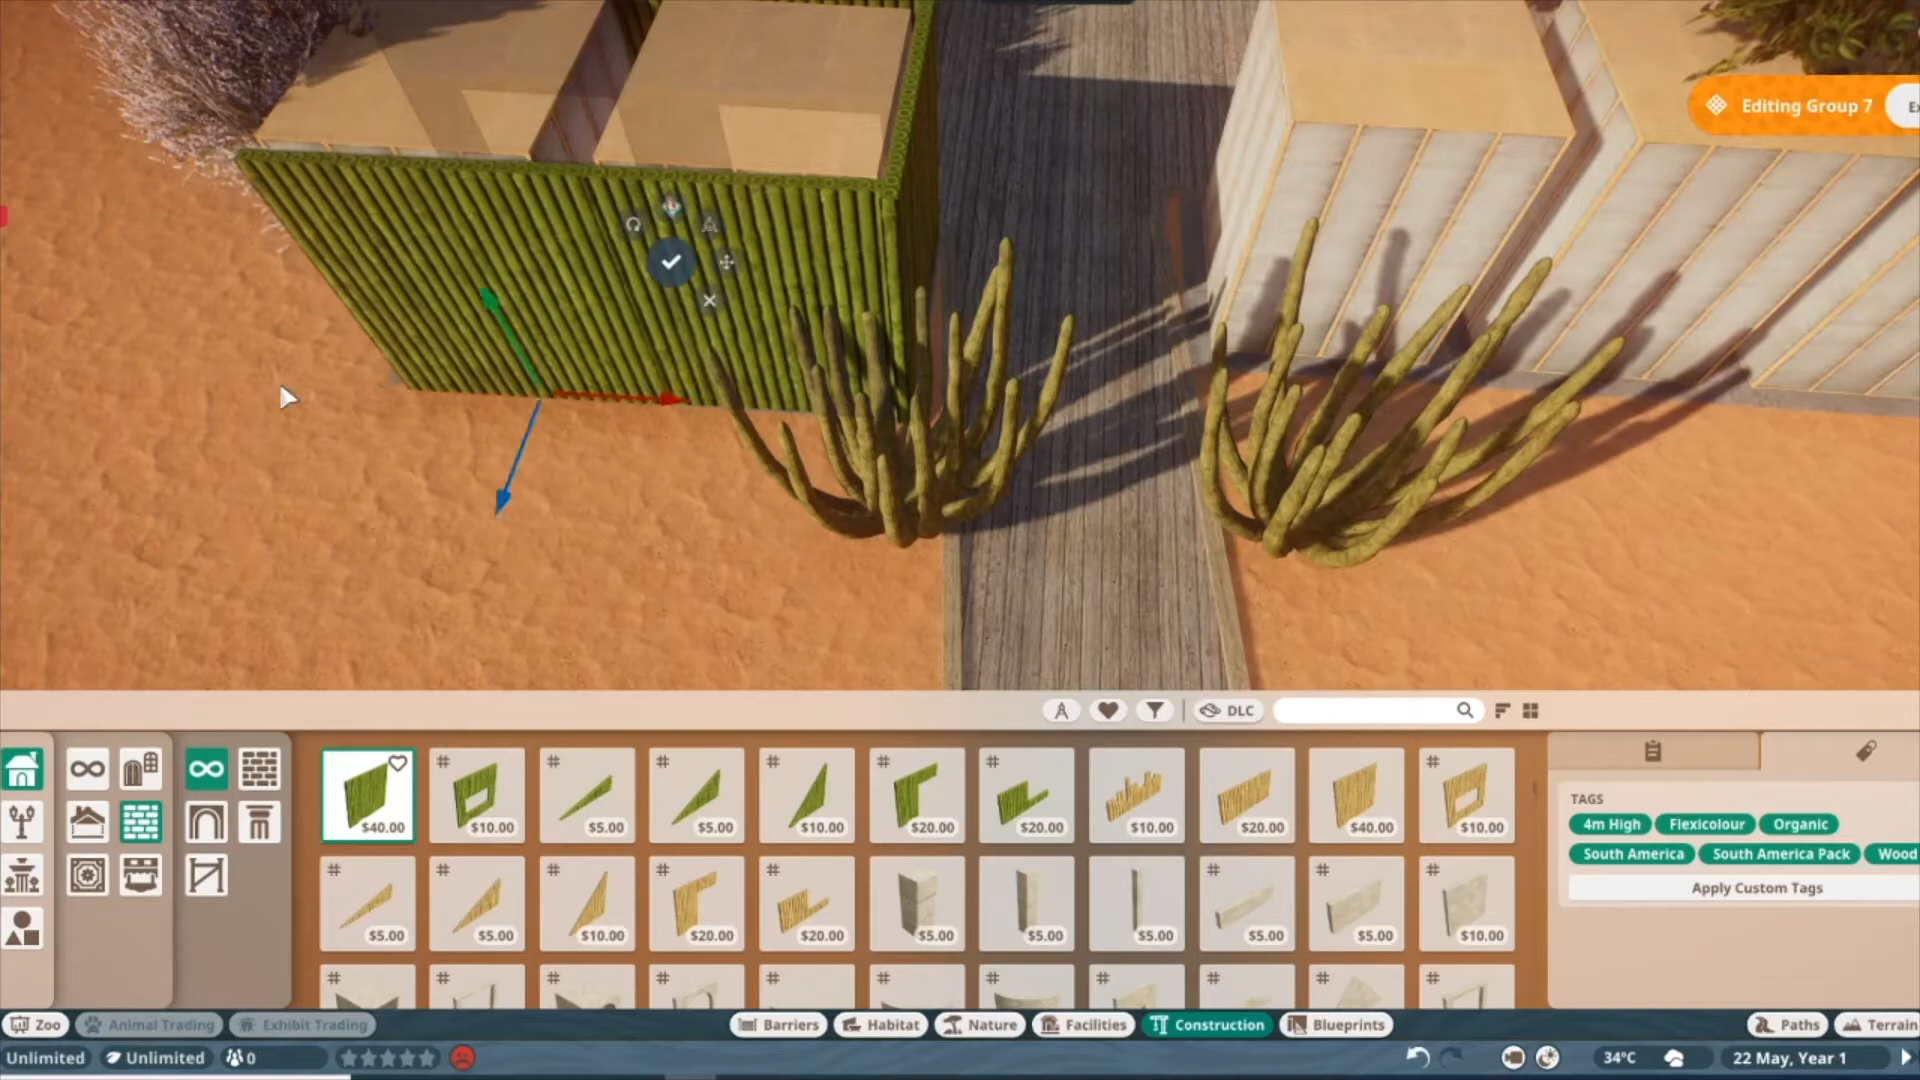 Editing Group 7
Ex
DLC
$40.00
$10.00
$5.00
$5.00
$10.00
$20.00
$20.00
$10.00
$20.00
$40.00
$10.00
$5.00
$5.00
$10.00
$20.00
$20.00
$5.00
$5.00
$5.00
$5.00
$5.00
$10.00
TAGS
4m High
Flexicolour
Organic
South America
South America Pack
Wood
Apply Custom Tags
Zoo
Animal Trading
Exhibit Trading
Barriers
Habitat
Nature
Facilities
Construction
Blueprints
Paths
Terrain
Unlimited
Unlimited
0
34°C
22 May, Year 1